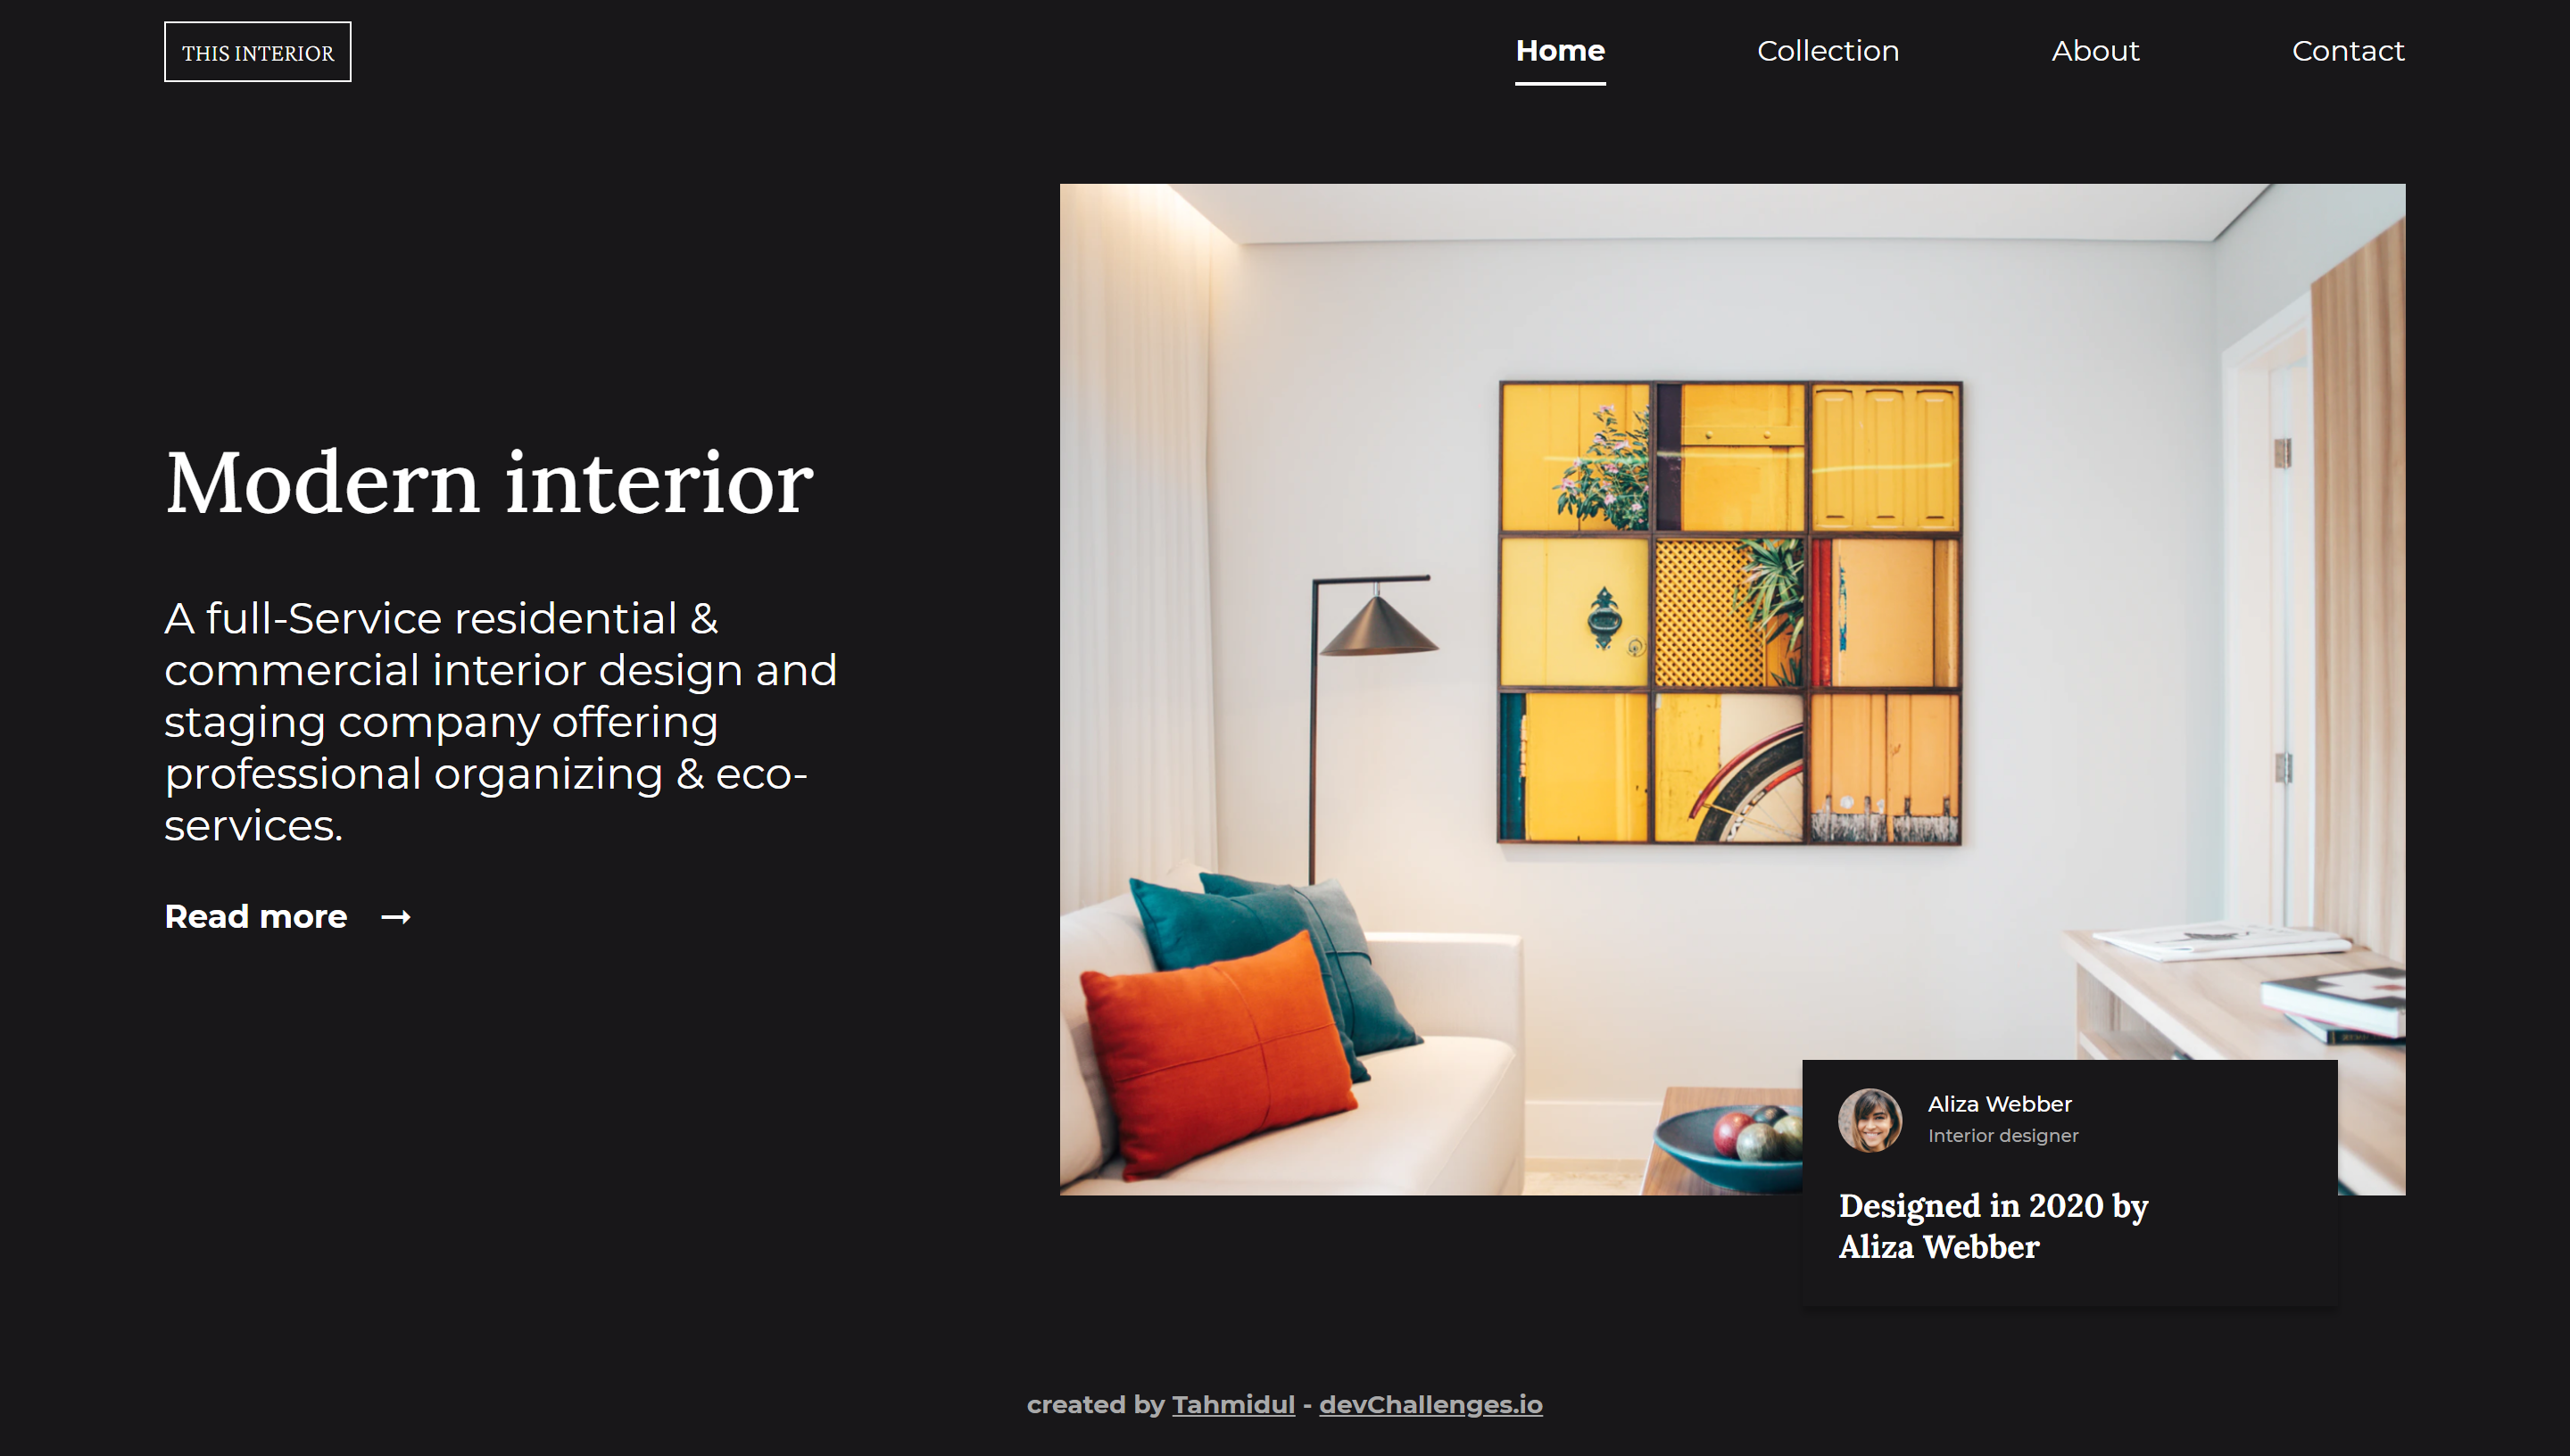 THIS INTERIOR
Home
Collection
About
Contact
Modern interior
A full-Service residential &
commercial interior design and
staging company offering
professional organizing & eco-
services.
Read more →
Aliza Webber
Interior designer
Designed in 2020 by
Aliza Webber
created by Tahmidul - devChallenges.io